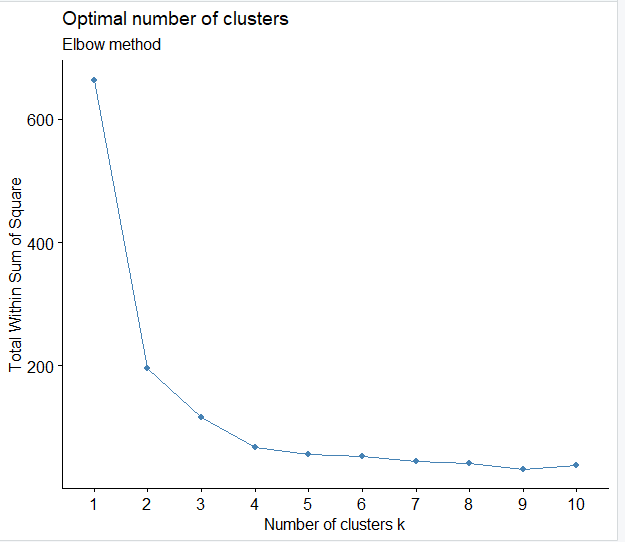 Optimal number of clusters
Elbow method
Total Within Sum of Square
600
400
200
1 2 3 4 5 6 7 8 9 10
Number of clusters k